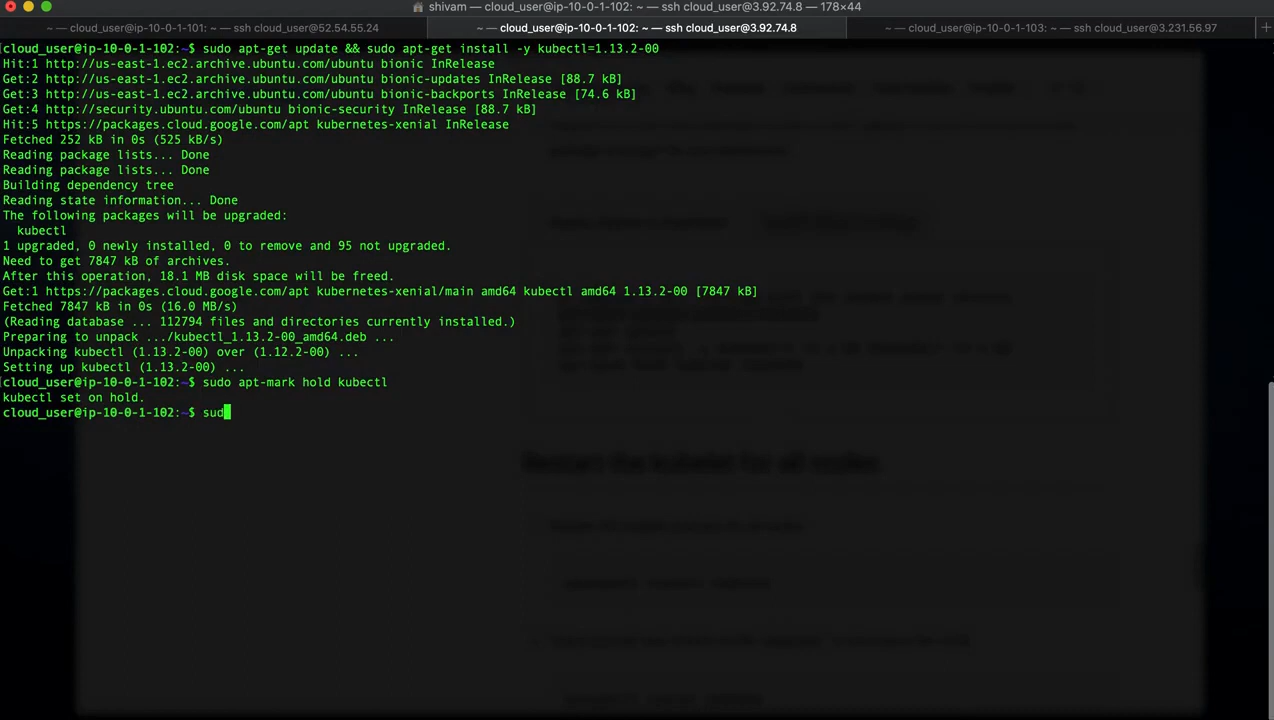 shivam — cloud_user@ip-10-0-1-102: ~ — ssh cloud_user@3.92.74.8 — 178×44
~ — cloud_user@ip-10-0-1-101: ~ — ssh cloud_user@52.54.55.24
~ — cloud_user@ip-10-0-1-102: ~ — ssh cloud_user@3.92.74.8
~ — cloud_user@ip-10-0-1-103: ~ — ssh cloud_user@3.231.56.97
+
[cloud_user@ip-10-0-1-102:~$ sudo apt-get update && sudo apt-get install -y kubectl=1.13.2-00
Hit:1 http://us-east-1.ec2.archive.ubuntu.com/ubuntu bionic InRelease
Get:2 http://us-east-1.ec2.archive.ubuntu.com/ubuntu bionic-updates InRelease [88.7 kB]
Get:3 http://us-east-1.ec2.archive.ubuntu.com/ubuntu bionic-backports InRelease [74.6 kB]
Get:4 http://security.ubuntu.com/ubuntu bionic-security InRelease [88.7 kB]
Hit:5 https://packages.cloud.google.com/apt kubernetes-xenial InRelease
Fetched 252 kB in 0s (525 kB/s)
Reading package lists... Done
Reading package lists... Done
Building dependency tree
Reading state information... Done
The following packages will be upgraded:
kubectl
1 upgraded, 0 newly installed, 0 to remove and 95 not upgraded.
Need to get 7847 kB of archives.
After this operation, 18.1 MB disk space will be freed.
Get:1 https://packages.cloud.google.com/apt kubernetes-xenial/main amd64 kubectl amd64 1.13.2-00 [7847 kB]
Fetched 7847 kB in 0s (16.0 MB/s)
(Reading database ... 112794 files and directories currently installed.)
Preparing to unpack .../kubectl_1.13.2-00_amd64.deb ...
Unpacking kubectl (1.13.2-00) over (1.12.2-00) ...
Setting up kubectl (1.13.2-00) ...
[cloud_user@ip-10-0-1-102:~$ sudo apt-mark hold kubectl
kubectl set on hold.
cloud_user@ip-10-0-1-102:~$ sud
Restart the kubelet for all nodes